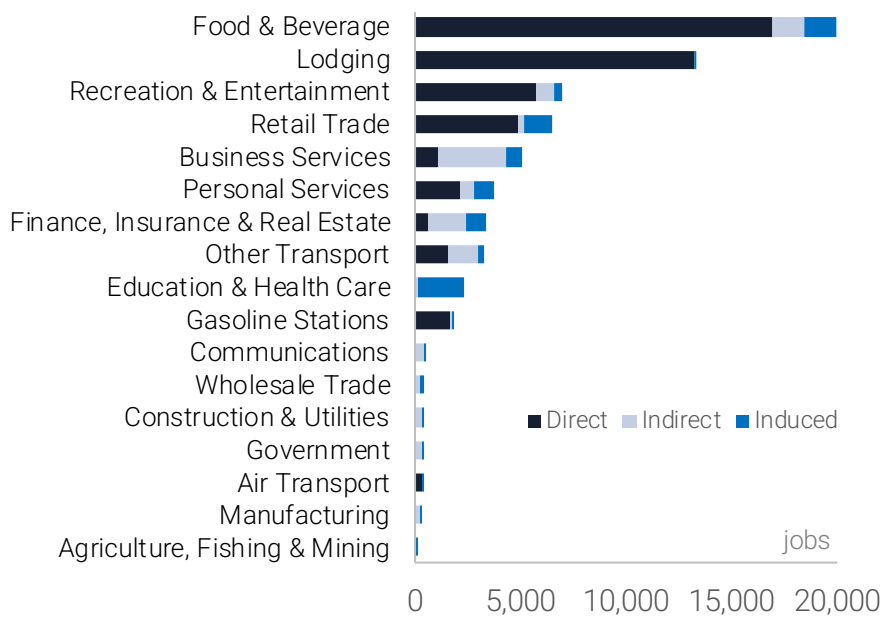 Food & Beverage
Lodging
Recreation & Entertainment
Retail Trade
Business Services
Personal Services
Finance, Insurance & Real Estate
Other Transport
Education & Health Care
Gasoline Stations
Communications
Wholesale Trade
Construction & Utilities
Direct Indirect Induced
Government
Air Transport
Manufacturing
jobs
Agriculture, Fishing & Mining
0 5,000 10,000 15,000 20,000